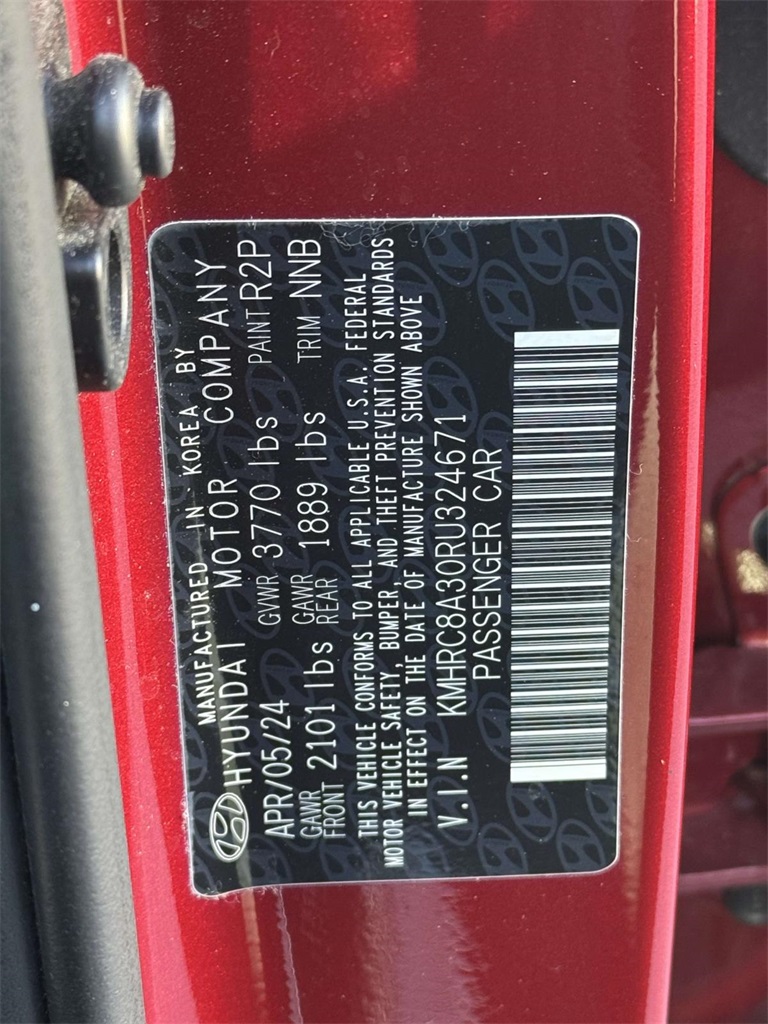 MANUFACTURED IN KOREA BY
HYUNDAI MOTOR COMPANY
APR/05/24 GVWR 3770 lbs PAINT R2P
GAWR FRONT 2101 lbs GAWR REAR 1889 lbs TRIM NNB
THIS VEHICLE CONFORMS TO ALL APPLICABLE U.S.A. FEDERAL
MOTOR VEHICLE SAFETY, BUMPER, AND THEFT PREVENTION STANDARDS
IN EFFECT ON THE DATE OF MANUFACTURE SHOWN ABOVE
V.I.N KMHRC8A30RU324671
PASSENGER CAR